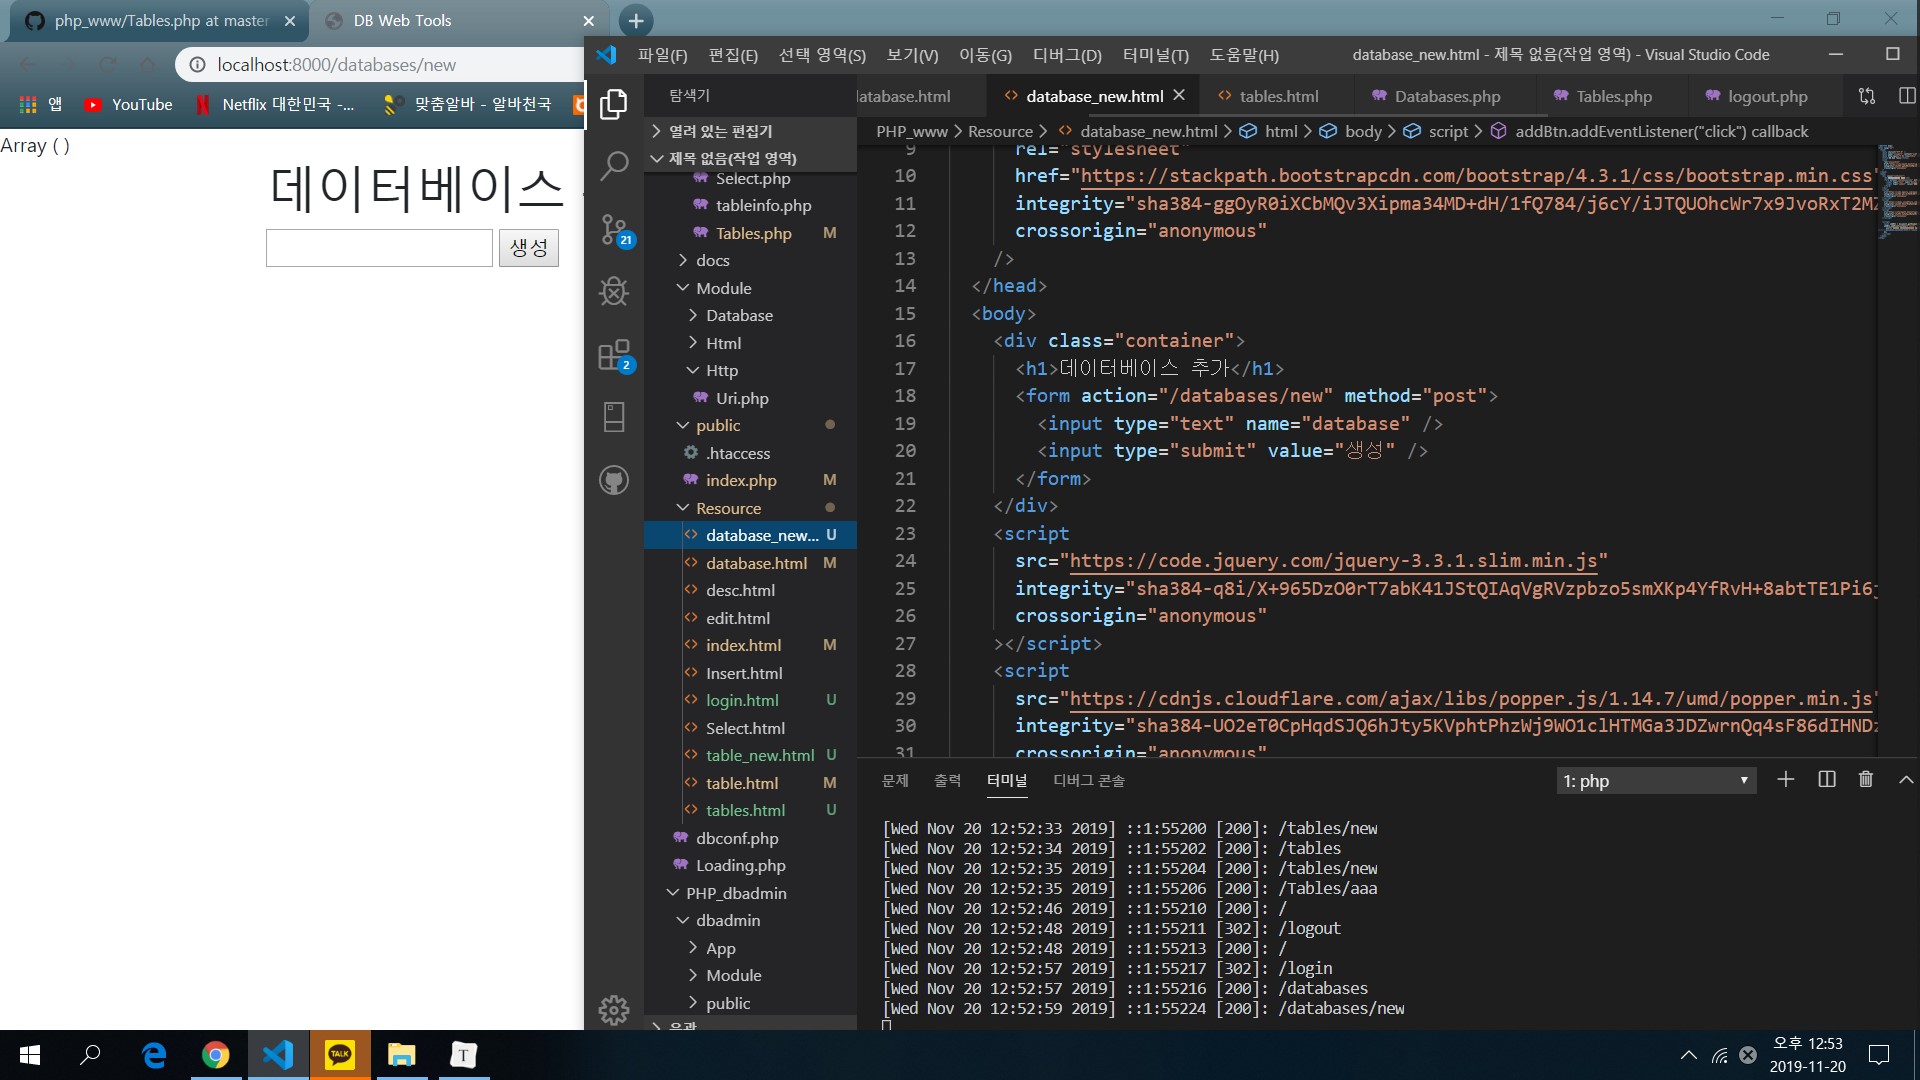 php_www/Tables.php at master
DB Web Tools
localhost:8000/databases/new
앱
YouTube
Netflix 대한민국 -...
맞춤알바 - 알바천국
Array ( )
데이터베이스
생성
파일(F) 편집(E) 선택 영역(S) 보기(V) 이동(G) 디버그(D) 터미널(T) 도움말(H)
database_new.html - 제목 없음(작업 영역) - Visual Studio Code
탐색기
database.html
database_new.html
tables.html
Databases.php
Tables.php
logout.php
PHP_www > Resource > database_new.html > html > body > script > addBtn.addEventListener("click") callback
열려 있는 편집기
제목 없음(작업 영역)
Select.php
tableinfo.php
Tables.php M
docs
Module
Database
Html
Http
Uri.php
public
.htaccess
index.php M
Resource
database_new... U
database.html M
desc.html
edit.html
index.html M
Insert.html
login.html U
Select.html
table_new.html U
table.html M
tables.html U
dbconf.php
Loading.php
PHP_dbadmin
dbadmin
App
Module
public
21
2
9 rel="stylesheet"
10 href="https://stackpath.bootstrapcdn.com/bootstrap/4.3.1/css/bootstrap.min.css"
11 integrity="sha384-ggOyR0iXCbMQv3Xipma34MD+dH/1fQ784/j6cY/iJTQUOhcWr7x9JvoRxT2MZ
12 crossorigin="anonymous"
13 />
14 </head>
15 <body>
16 <div class="container">
17 <h1>데이터베이스 추가</h1>
18 <form action="/databases/new" method="post">
19 <input type="text" name="database" />
20 <input type="submit" value="생성" />
21 </form>
22 </div>
23 <script
24 src="https://code.jquery.com/jquery-3.3.1.slim.min.js"
25 integrity="sha384-q8i/X+965DzO0rT7abK41JStQIAqVgRVzpbzo5smXKp4YfRvH+8abtTE1Pi6j
26 crossorigin="anonymous"
27 ></script>
28 <script
29 src="https://cdnjs.cloudflare.com/ajax/libs/popper.js/1.14.7/umd/popper.min.js"
30 integrity="sha384-UO2eT0CpHqdSJQ6hJty5KVphtPhzWj9WO1clHTMGa3JDZwrnQq4sF86dIHNDz
31 crossorigin="anonymous"
문제 출력 터미널 디버그 콘솔
1: php
[Wed Nov 20 12:52:33 2019] ::1:55200 [200]: /tables/new
[Wed Nov 20 12:52:34 2019] ::1:55202 [200]: /tables
[Wed Nov 20 12:52:35 2019] ::1:55204 [200]: /tables/new
[Wed Nov 20 12:52:35 2019] ::1:55206 [200]: /Tables/aaa
[Wed Nov 20 12:52:46 2019] ::1:55210 [200]: /
[Wed Nov 20 12:52:48 2019] ::1:55211 [302]: /logout
[Wed Nov 20 12:52:48 2019] ::1:55213 [200]: /
[Wed Nov 20 12:52:57 2019] ::1:55217 [302]: /login
[Wed Nov 20 12:52:57 2019] ::1:55216 [200]: /databases
[Wed Nov 20 12:52:59 2019] ::1:55224 [200]: /databases/new
TALK
T
오후 12:53
2019-11-20